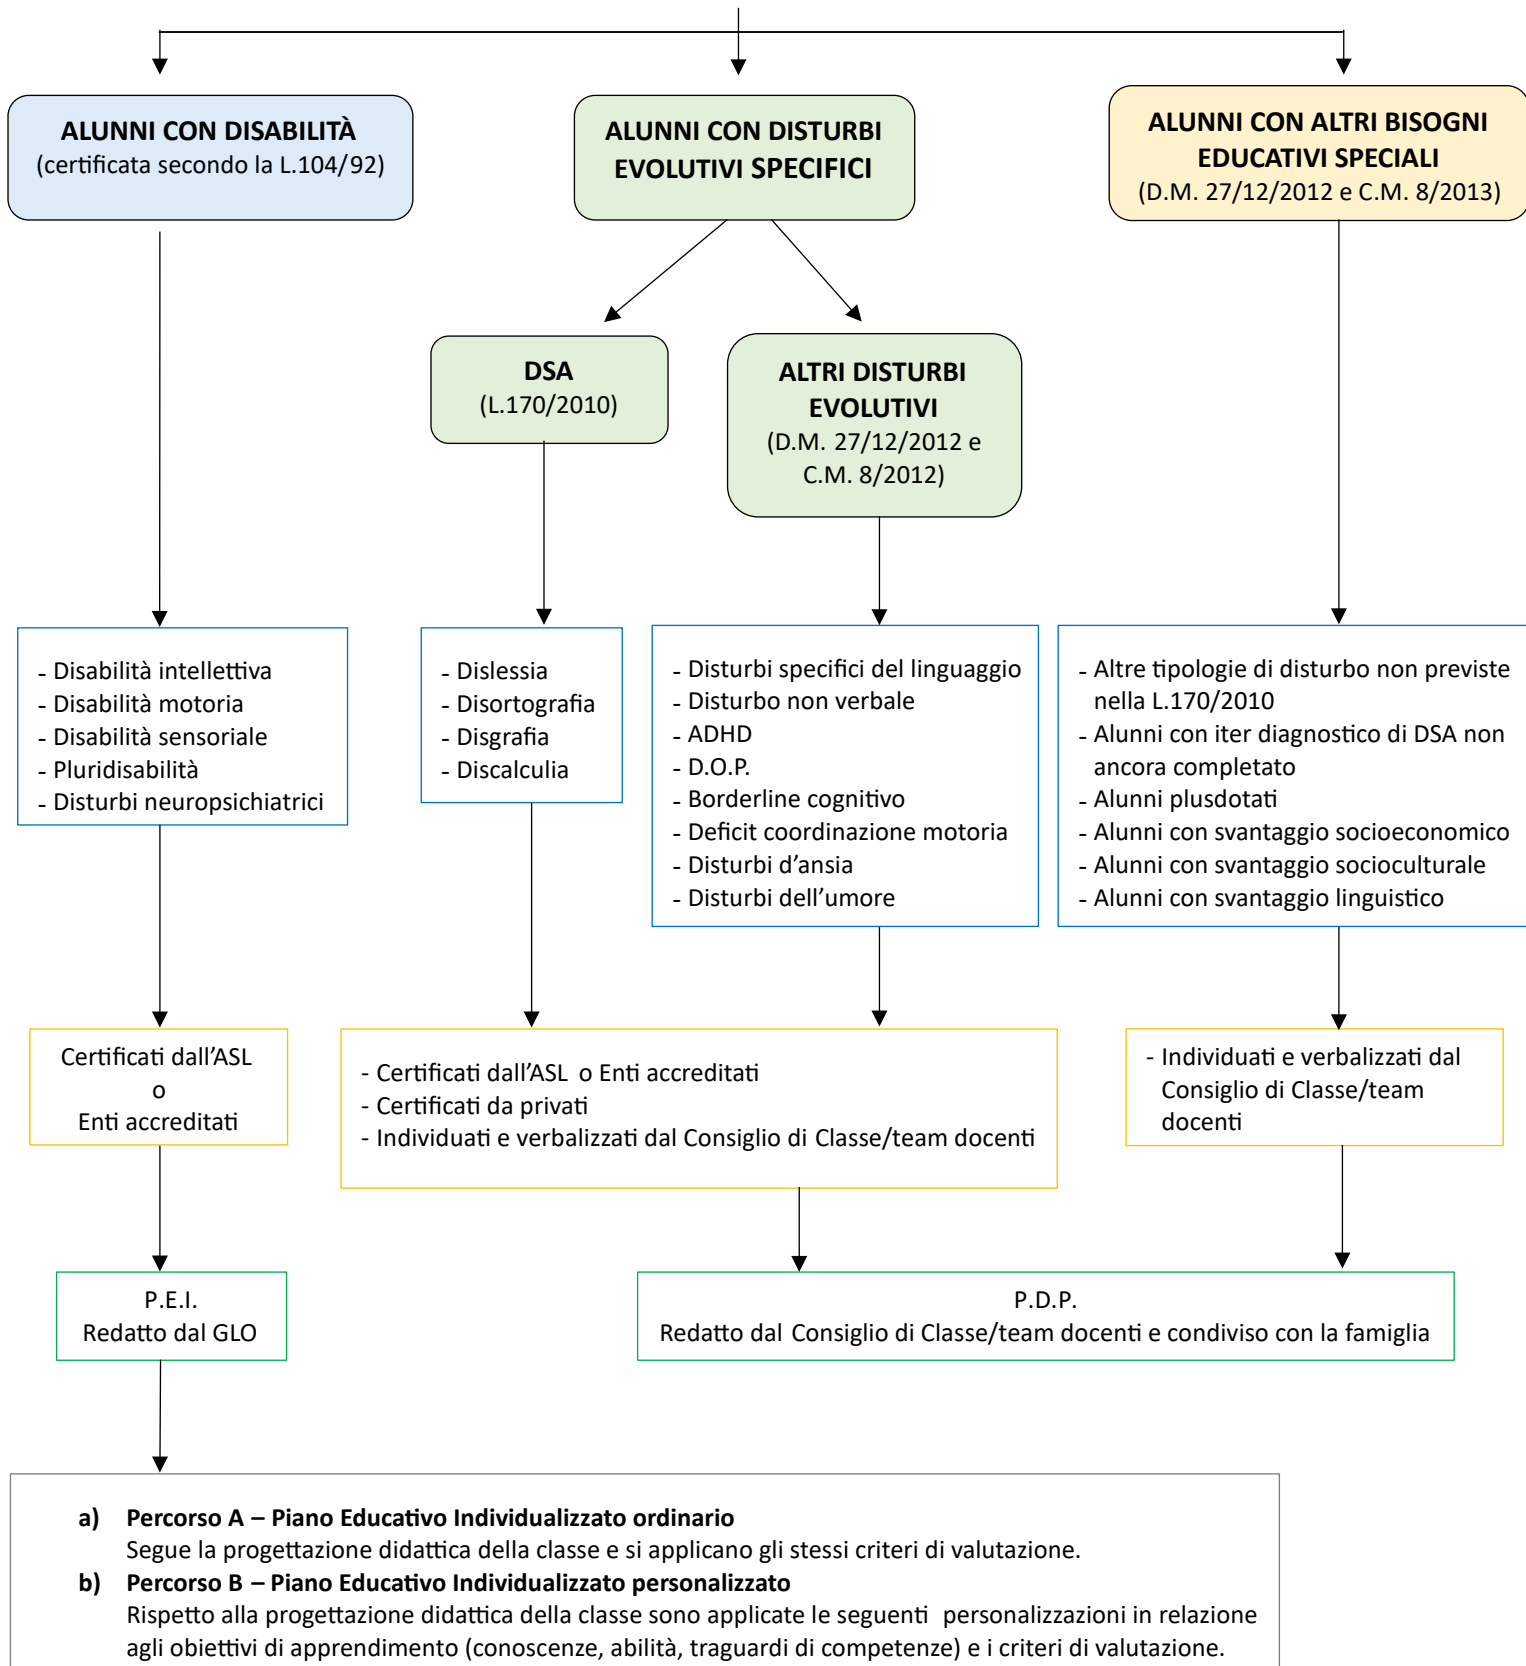 ALUNNI CON DISABILITÀ
(certificata secondo la L.104/92)
ALUNNI CON DISTURBI
EVOLUTIVI SPECIFICI
ALUNNI CON ALTRI BISOGNI
EDUCATIVI SPECIALI
(D.M. 27/12/2012 e C.M. 8/2013)
DSA
(L.170/2010)
ALTRI DISTURBI
EVOLUTIVI
(D.M. 27/12/2012 e
C.M. 8/2012)
- Disabilità intellettiva
- Disabilità motoria
- Disabilità sensoriale
- Pluridisabilità
- Disturbi neuropsichiatrici
- Dislessia
- Disortografia
- Disgrafia
- Discalculia
- Disturbi specifici del linguaggio
- Disturbo non verbale
- ADHD
- D.O.P.
- Borderline cognitivo
- Deficit coordinazione motoria
- Disturbi d'ansia
- Disturbi dell’umore
- Altre tipologie di disturbo non previste
nella L.170/2010
- Alunni con iter diagnostico di DSA non
ancora completato
- Alunni plusdotati
- Alunni con svantaggio socioeconomico
- Alunni con svantaggio socioculturale
- Alunni con svantaggio linguistico
Certificati dall’ASL
o
Enti accreditati
- Certificati dall’ASL o Enti accreditati
- Certificati da privati
- Individuati e verbalizzati dal Consiglio di Classe/team docenti
- Individuati e verbalizzati dal
Consiglio di Classe/team
docenti
P.E.I.
Redatto dal GLO
P.D.P.
Redatto dal Consiglio di Classe/team docenti e condiviso con la famiglia
a) Percorso A – Piano Educativo Individualizzato ordinario
Segue la progettazione didattica della classe e si applicano gli stessi criteri di valutazione.
b) Percorso B – Piano Educativo Individualizzato personalizzato
Rispetto alla progettazione didattica della classe sono applicate le seguenti personalizzazioni in relazione
agli obiettivi di apprendimento (conoscenze, abilità, traguardi di competenze) e i criteri di valutazione.